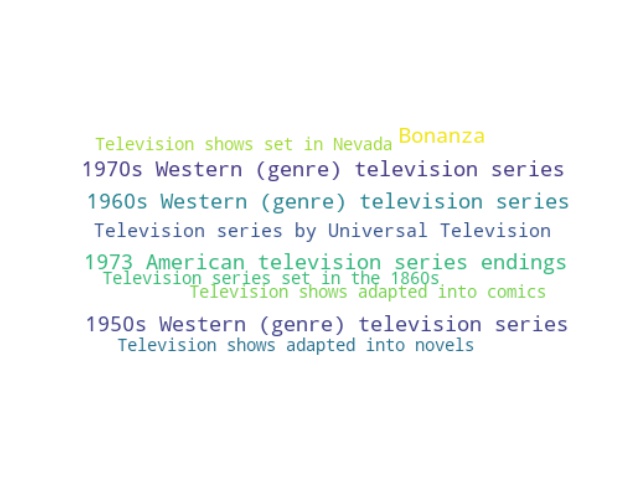 Television shows set in Nevada
Bonanza
1970s Western (genre) television series
1960s Western (genre) television series
Television series by Universal Television
1973 American television series endings
Television series set in the 1860s
Television shows adapted into comics
1950s Western (genre) television series
Television shows adapted into novels